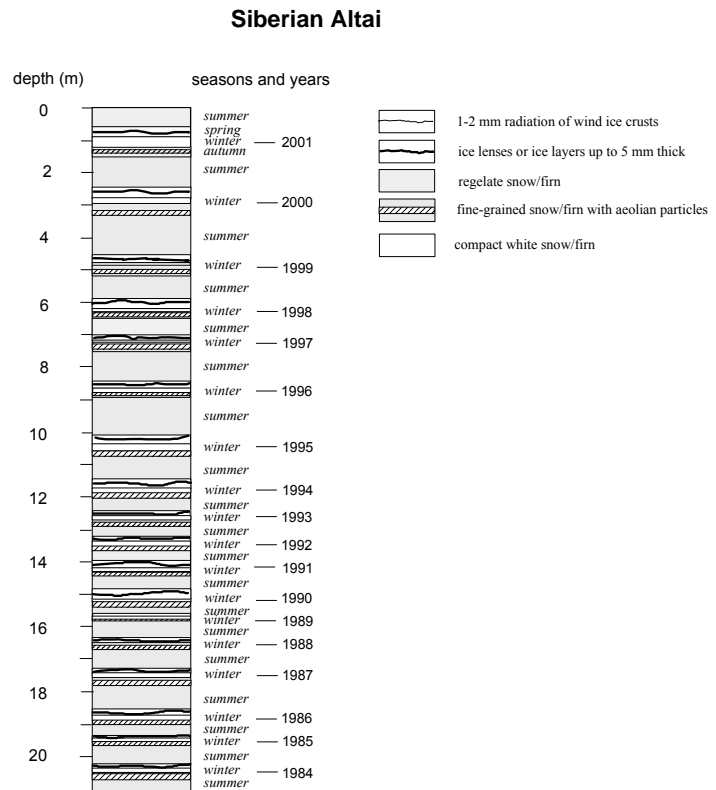 Siberian Altai
depth (m) seasons and years
0
summer
spring
winter 2001
autumn
2
summer
winter 2000
4
summer
winter 1999
summer
6
winter 1998
summer
winter 1997
8
summer
winter 1996
summer
10
winter 1995
summer
winter 1994
12
summer
winter 1993
summer
winter 1992
14
summer
winter 1991
summer
winter 1990
summer
winter 1989
16
summer
winter 1988
summer
winter 1987
18
summer
winter 1986
summer
winter 1985
20
summer
winter 1984
summer
1-2 mm radiation of wind ice crusts
ice lenses or ice layers up to 5 mm thick
regelate snow/firn
fine-grained snow/firn with aeolian particles
compact white snow/firn